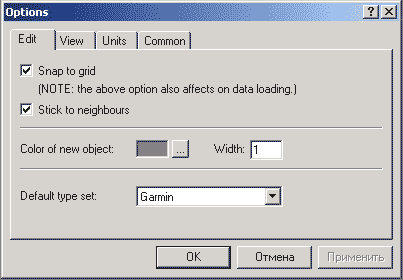 Options
Edit View Units Common
Snap to grid
(NOTE: the above option also affects on data loading.)
Stick to neighbours
Color of new object: ... Width: 1
Default type set: Garmin
OK Отмена Применить